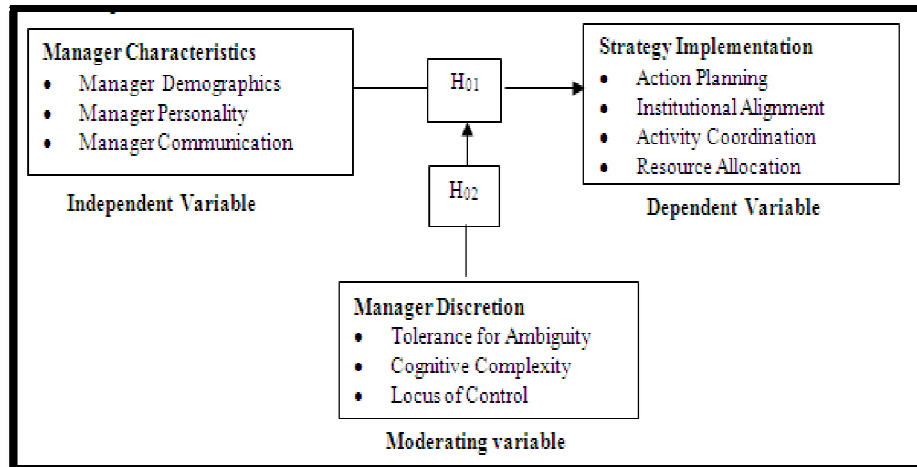 Manager Characteristics
• Manager Demographics
• Manager Personality
• Manager Communication
Independent Variable
H01
H02
Strategy Implementation
• Action Planning
• Institutional Alignment
• Activity Coordination
• Resource Allocation
Dependent Variable
Manager Discretion
• Tolerance for Ambiguity
• Cognitive Complexity
• Locus of Control
Moderating variable